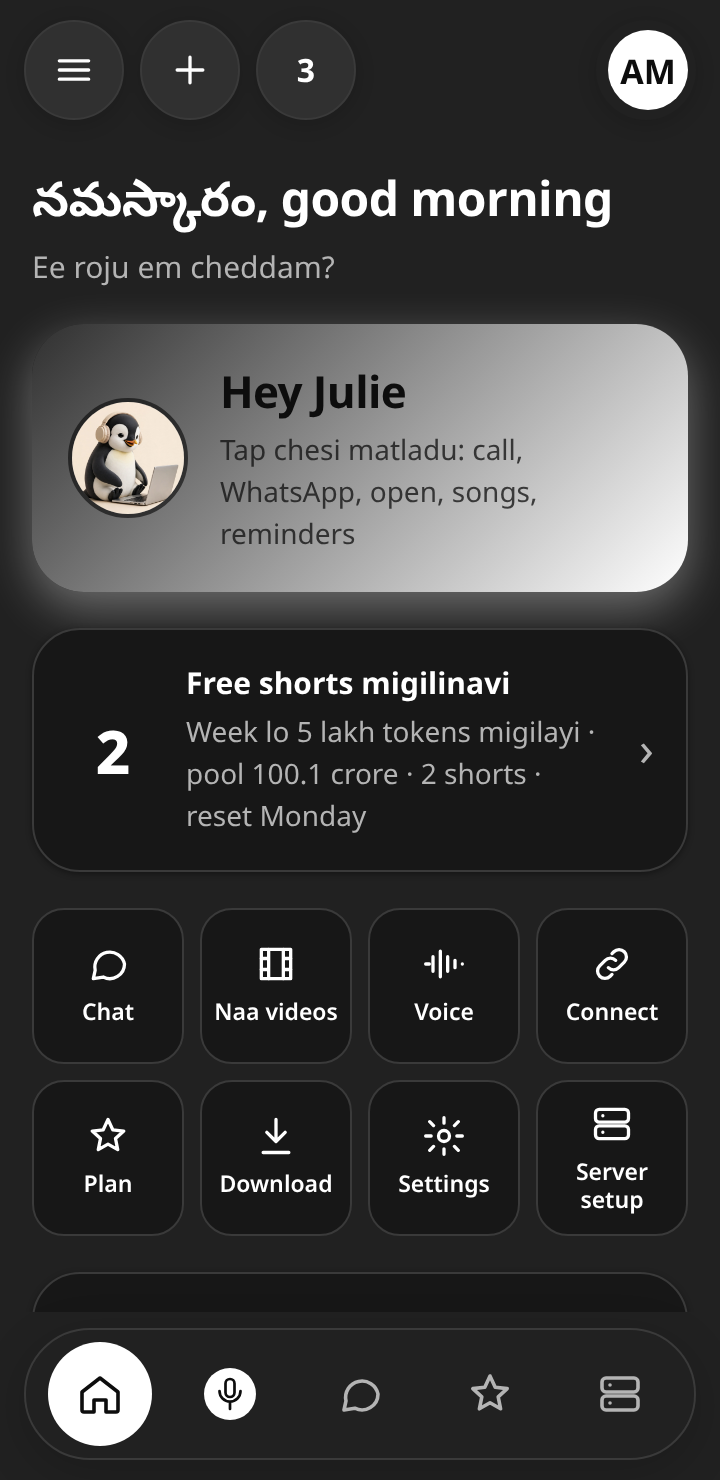 3
AM
నమస్కారం, good morning
Ee roju em cheddam?
Hey Julie
Tap chesi matladu: call,
WhatsApp, open, songs,
reminders
2
Free shorts migilinavi
Week lo 5 lakh tokens migilayi ·
pool 100.1 crore · 2 shorts ·
reset Monday
Chat
Naa videos
Voice
Connect
Plan
Download
Settings
Server
setup